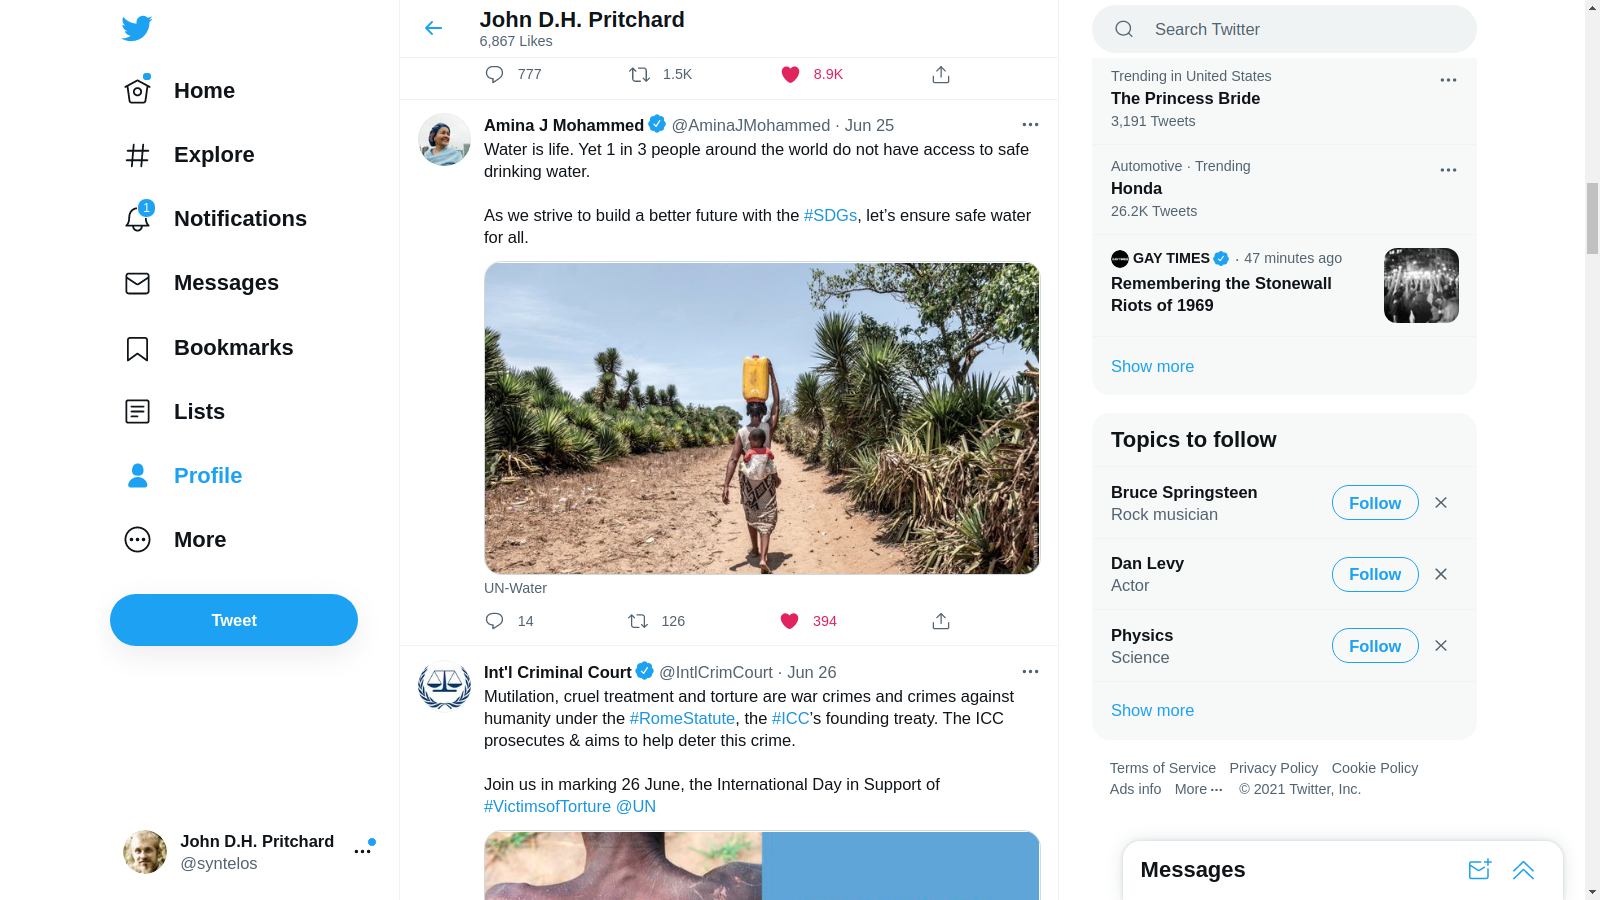 Home
Explore
1
Notifications
Messages
Bookmarks
Lists
Profile
More
Tweet
John D.H. Pritchard
@syntelos
John D.H. Pritchard
6,867 Likes
777 1.5K 8.9K
Amina J Mohammed @AminaJMohammed · Jun 25
Water is life. Yet 1 in 3 people around the world do not have access to safe
drinking water.
As we strive to build a better future with the #SDGs, let’s ensure safe water
for all.
UN-Water
14 126 394
Int'l Criminal Court @IntlCrimCourt · Jun 26
Mutilation, cruel treatment and torture are war crimes and crimes against
humanity under the #RomeStatute, the #ICC's founding treaty. The ICC
prosecutes & aims to help deter this crime.
Join us in marking 26 June, the International Day in Support of
#VictimsofTorture @UN
Search Twitter
Trending in United States
The Princess Bride
3,191 Tweets
Automotive · Trending
Honda
26.2K Tweets
GAY TIMES · 47 minutes ago
Remembering the Stonewall
Riots of 1969
Show more
Topics to follow
Bruce Springsteen
Rock musician
Follow
Dan Levy
Actor
Follow
Physics
Science
Follow
Show more
Terms of Service Privacy Policy Cookie Policy
Ads info More © 2021 Twitter, Inc.
Messages